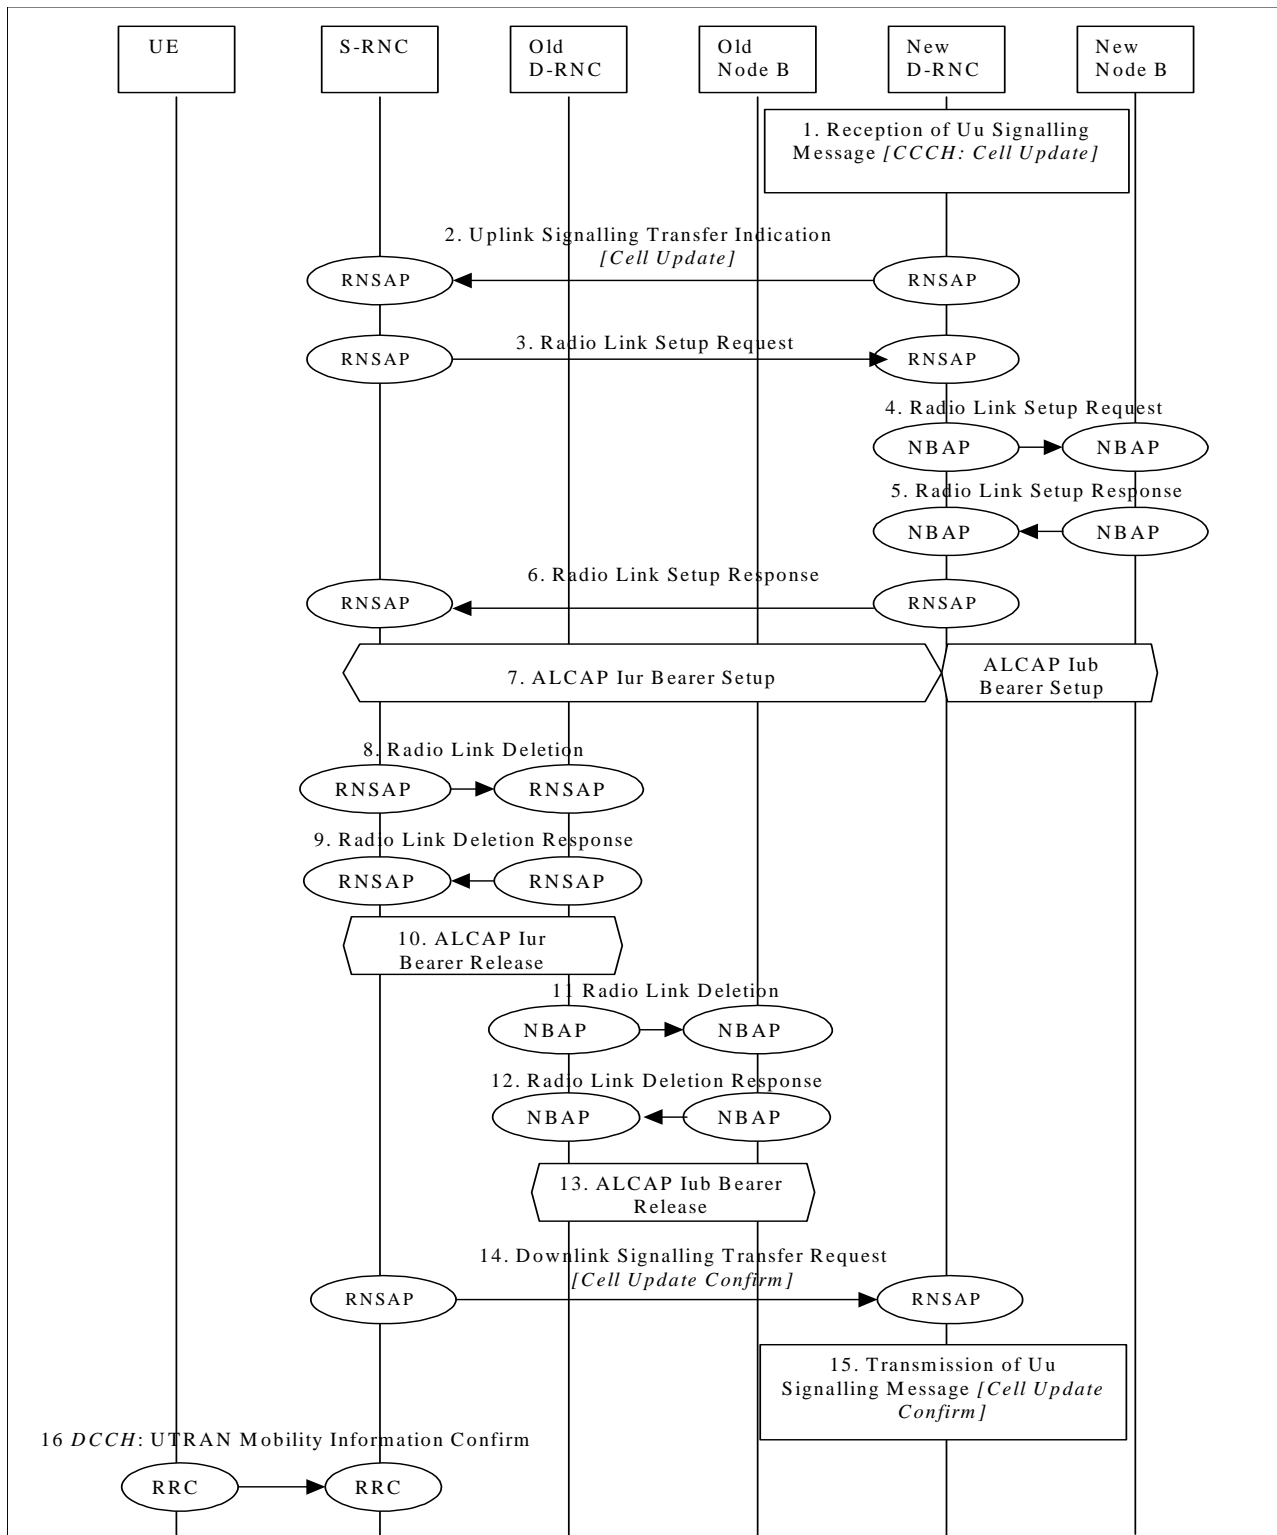 UE
S-RNC
Old
D-RNC
Old
Node B
New
D-RNC
New
Node B
1. Reception of Uu Signalling
Message [CCCH: Cell Update]
2. Uplink Signalling Transfer Indication
[Cell Update]
RNSAP
RNSAP
3. Radio Link Setup Request
RNSAP
RNSAP
4. Radio Link Setup Request
NBAP
NBAP
5. Radio Link Setup Response
NBAP
NBAP
6. Radio Link Setup Response
RNSAP
RNSAP
7. ALCAP Iur Bearer Setup
ALCAP Iub
Bearer Setup
8. Radio Link Deletion
RNSAP
RNSAP
9. Radio Link Deletion Response
RNSAP
RNSAP
10. ALCAP Iur
Bearer Release
11 Radio Link Deletion
NBAP
NBAP
12. Radio Link Deletion Response
NBAP
NBAP
13. ALCAP Iub Bearer
Release
14. Downlink Signalling Transfer Request
[Cell Update Confirm]
RNSAP
RNSAP
15. Transmission of Uu
Signalling Message [Cell Update
Confirm]
16 DCCH: UTRAN Mobility Information Confirm
RRC
RRC